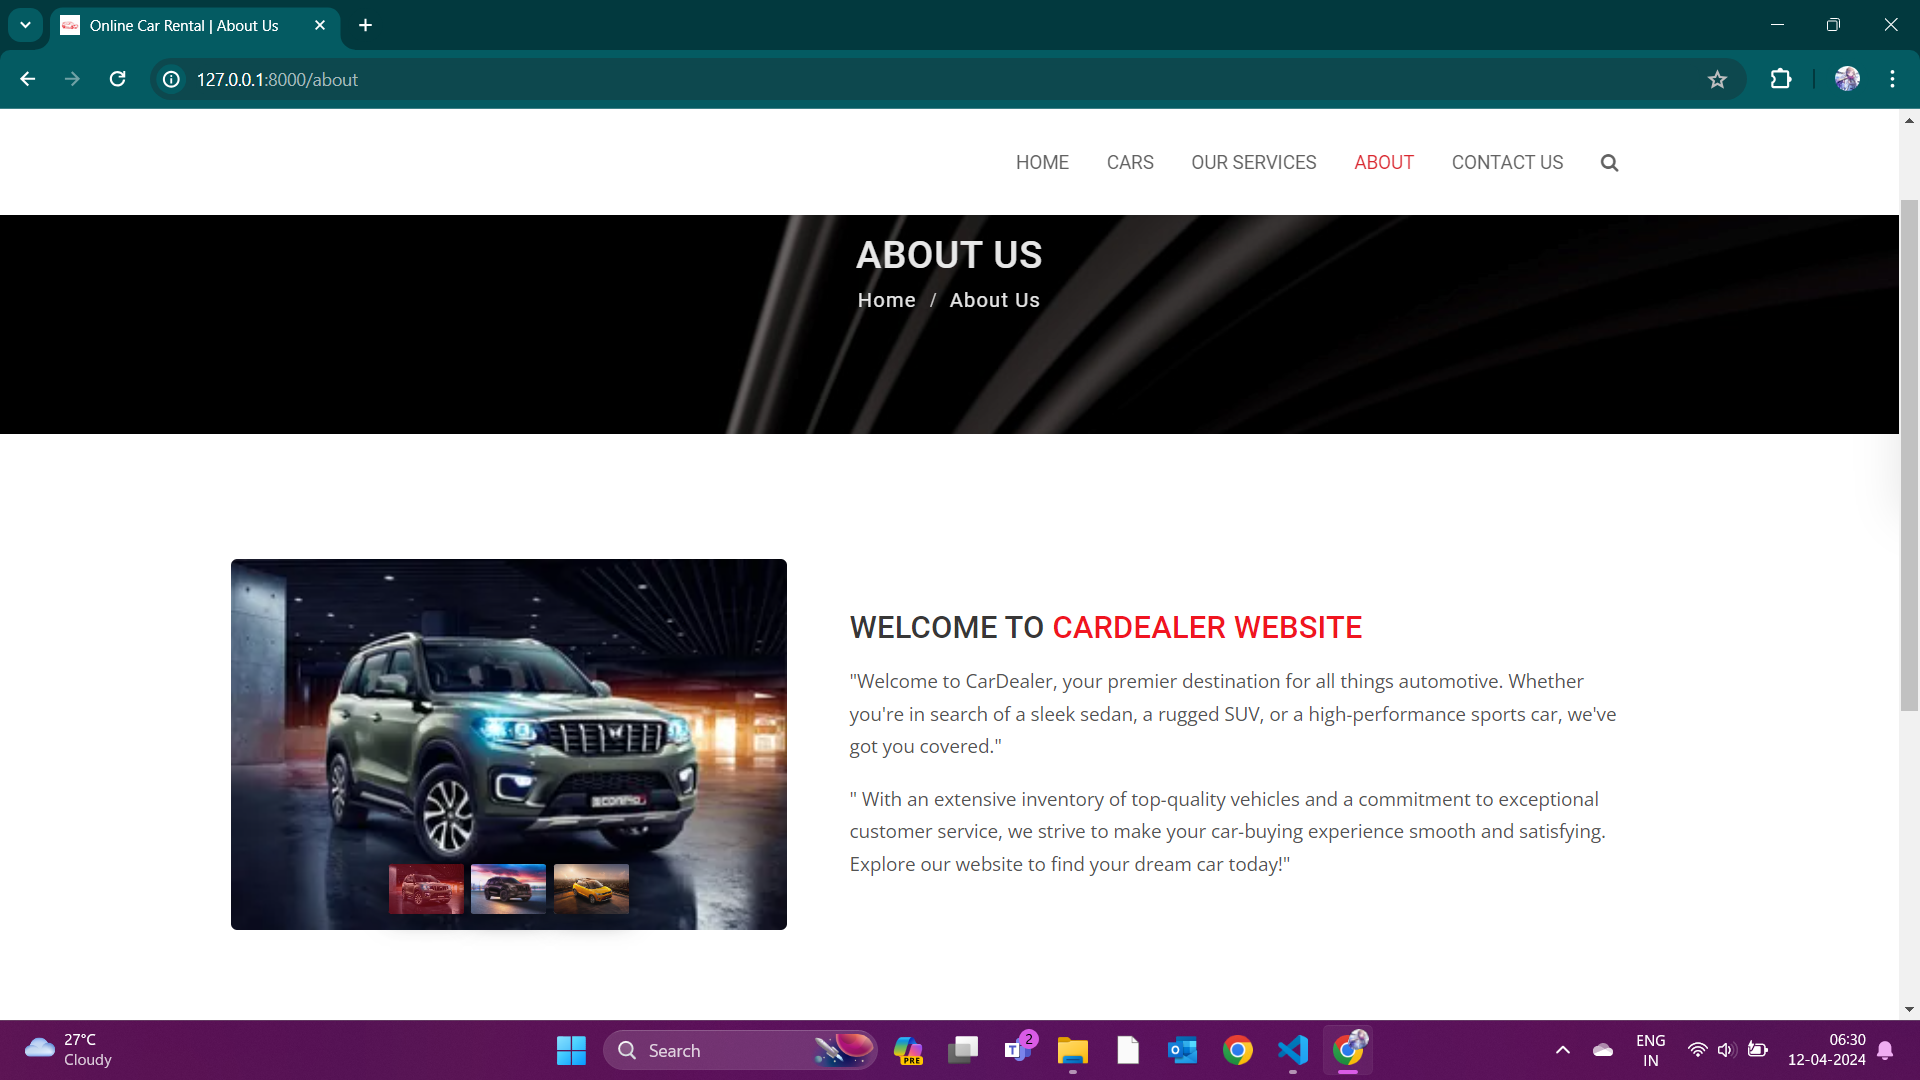 Online Car Rental | About Us
127.0.0.1:8000/about
HOME CARS OUR SERVICES ABOUT CONTACT US
ABOUT US
Home / About Us
WELCOME TO CARDEALER WEBSITE
"Welcome to CarDealer, your premier destination for all things automotive. Whether
you're in search of a sleek sedan, a rugged SUV, or a high-performance sports car, we've
got you covered."
" With an extensive inventory of top-quality vehicles and a commitment to exceptional
customer service, we strive to make your car-buying experience smooth and satisfying.
Explore our website to find your dream car today!"
27°C
Cloudy
Search
PRE
T
2
ENG
IN
06:30
12-04-2024